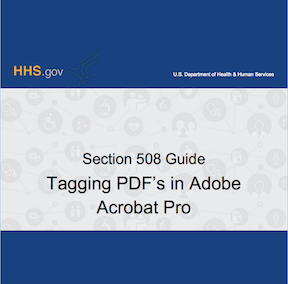 HHS.gov
U.S. Department of Health & Human Services
Section 508 Guide
Tagging PDF's in Adobe
Acrobat Pro